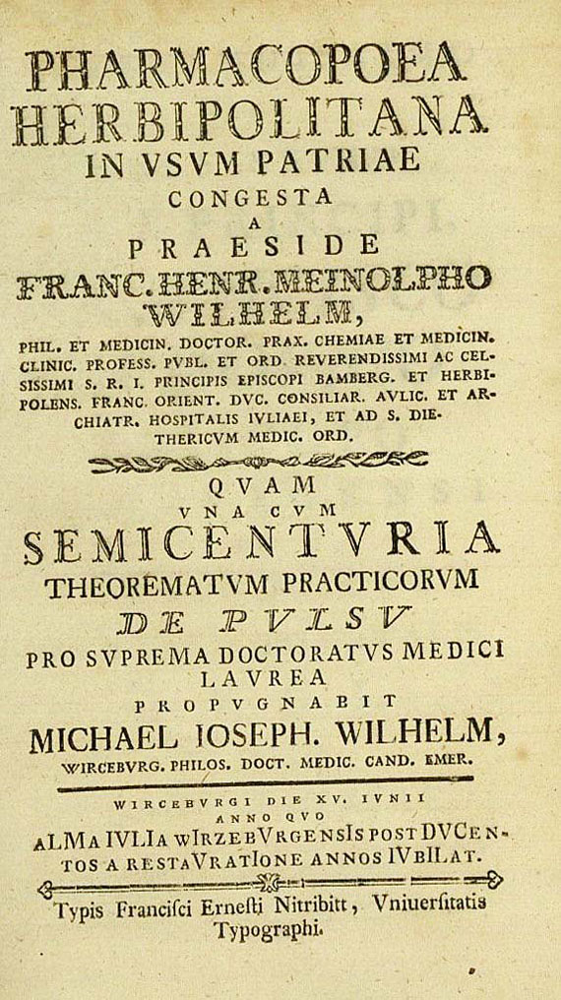 PHARMACOPOEA
HERBIPOLITANA
IN VSVM PATRIAE
CONGESTA
A
PRAESIDE
FRANC. HENR. MEINOLPHO
WILHELM,
PHIL. ET MEDICIN. DOCTOR. PRAX. CHEMIAE ET MEDICIN.
CLINIC. PROFESS. PVBL. ET ORD. REVERENDISSIMI AC CEL-
SISSIMI S. R. I. PRINCIPIS EPISCOPI BAMBERG. ET HERBI-
POLENS. FRANC. ORIENT. DVC. CONSILIAR. AVLIC. ET AR-
CHIATR. HOSPITALIS IVLIAEI, ET AD S. DIE-
THERICVM MEDIC. ORD.
QVAM
VNA CVM
SEMICENTVRIA
THEOREMATVM PRACTICORVM
DE PVLSV
PRO SVPREMA DOCTORATVS MEDICI
LAVREA
PROPVGNABIT
MICHAEL IOSEPH. WILHELM,
WIRCEBVRG. PHILOS. DOCT. MEDIC. CAND. EMER.
WIRCEBVRGI DIE XV. IVNII
ANNO QVO
aLMa IVLIa wIrzebVrgensIs post DVCen-
tos a restaVratIone annos IVbILat.
Typis Franciſci Erneſti Nitribitt, Vniuerſitatis
Typographi.